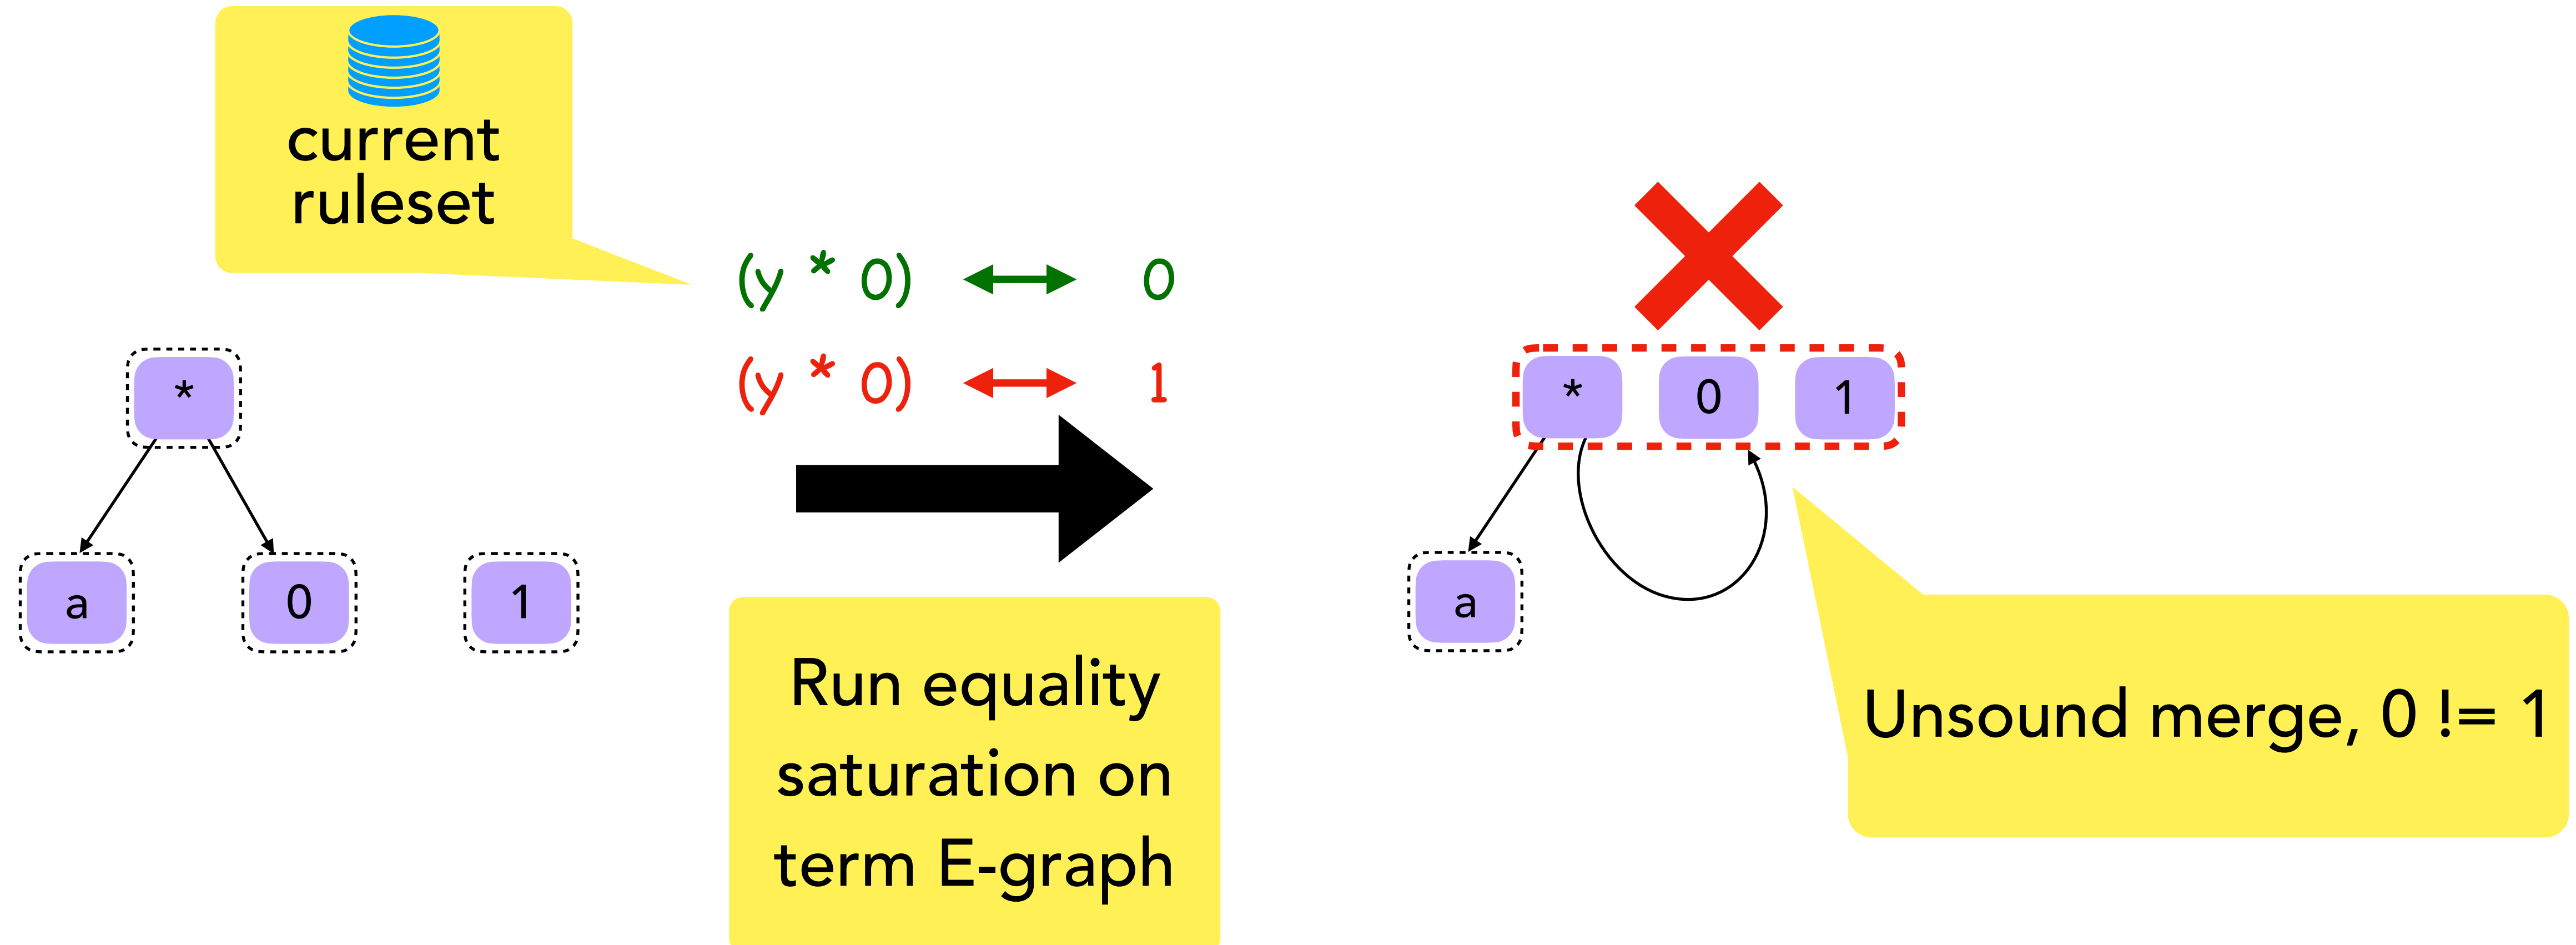 current
ruleset
(y * 0) ↔ 0
(y * 0) ↔ 1
*
a
0
1
Run equality
saturation on
term E-graph
* 0 1
a
Unsound merge, 0 != 1